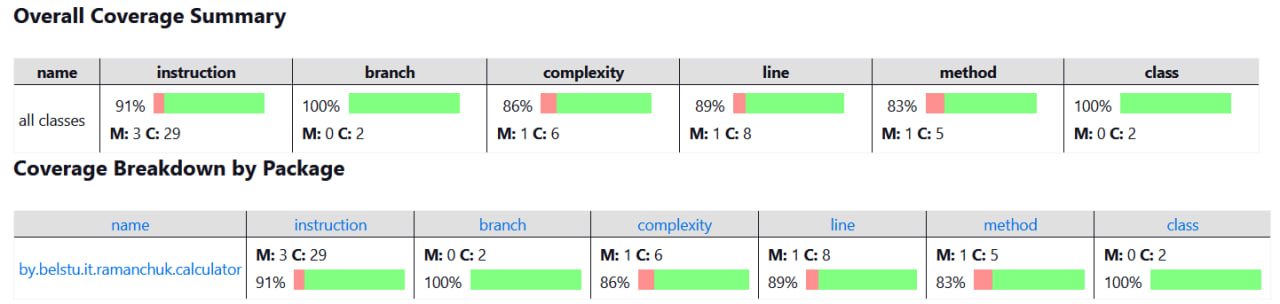 Overall Coverage Summary
name instruction branch complexity line method class
all classes 91% 100% 86% 89% 83% 100%
M: 3 C: 29 M: 0 C: 2 M: 1 C: 6 M: 1 C: 8 M: 1 C: 5 M: 0 C: 2
Coverage Breakdown by Package
name instruction branch complexity line method class
by.belstu.it.ramanchuk.calculator M: 3 C: 29 M: 0 C: 2 M: 1 C: 6 M: 1 C: 8 M: 1 C: 5 M: 0 C: 2
91% 100% 86% 89% 83% 100%